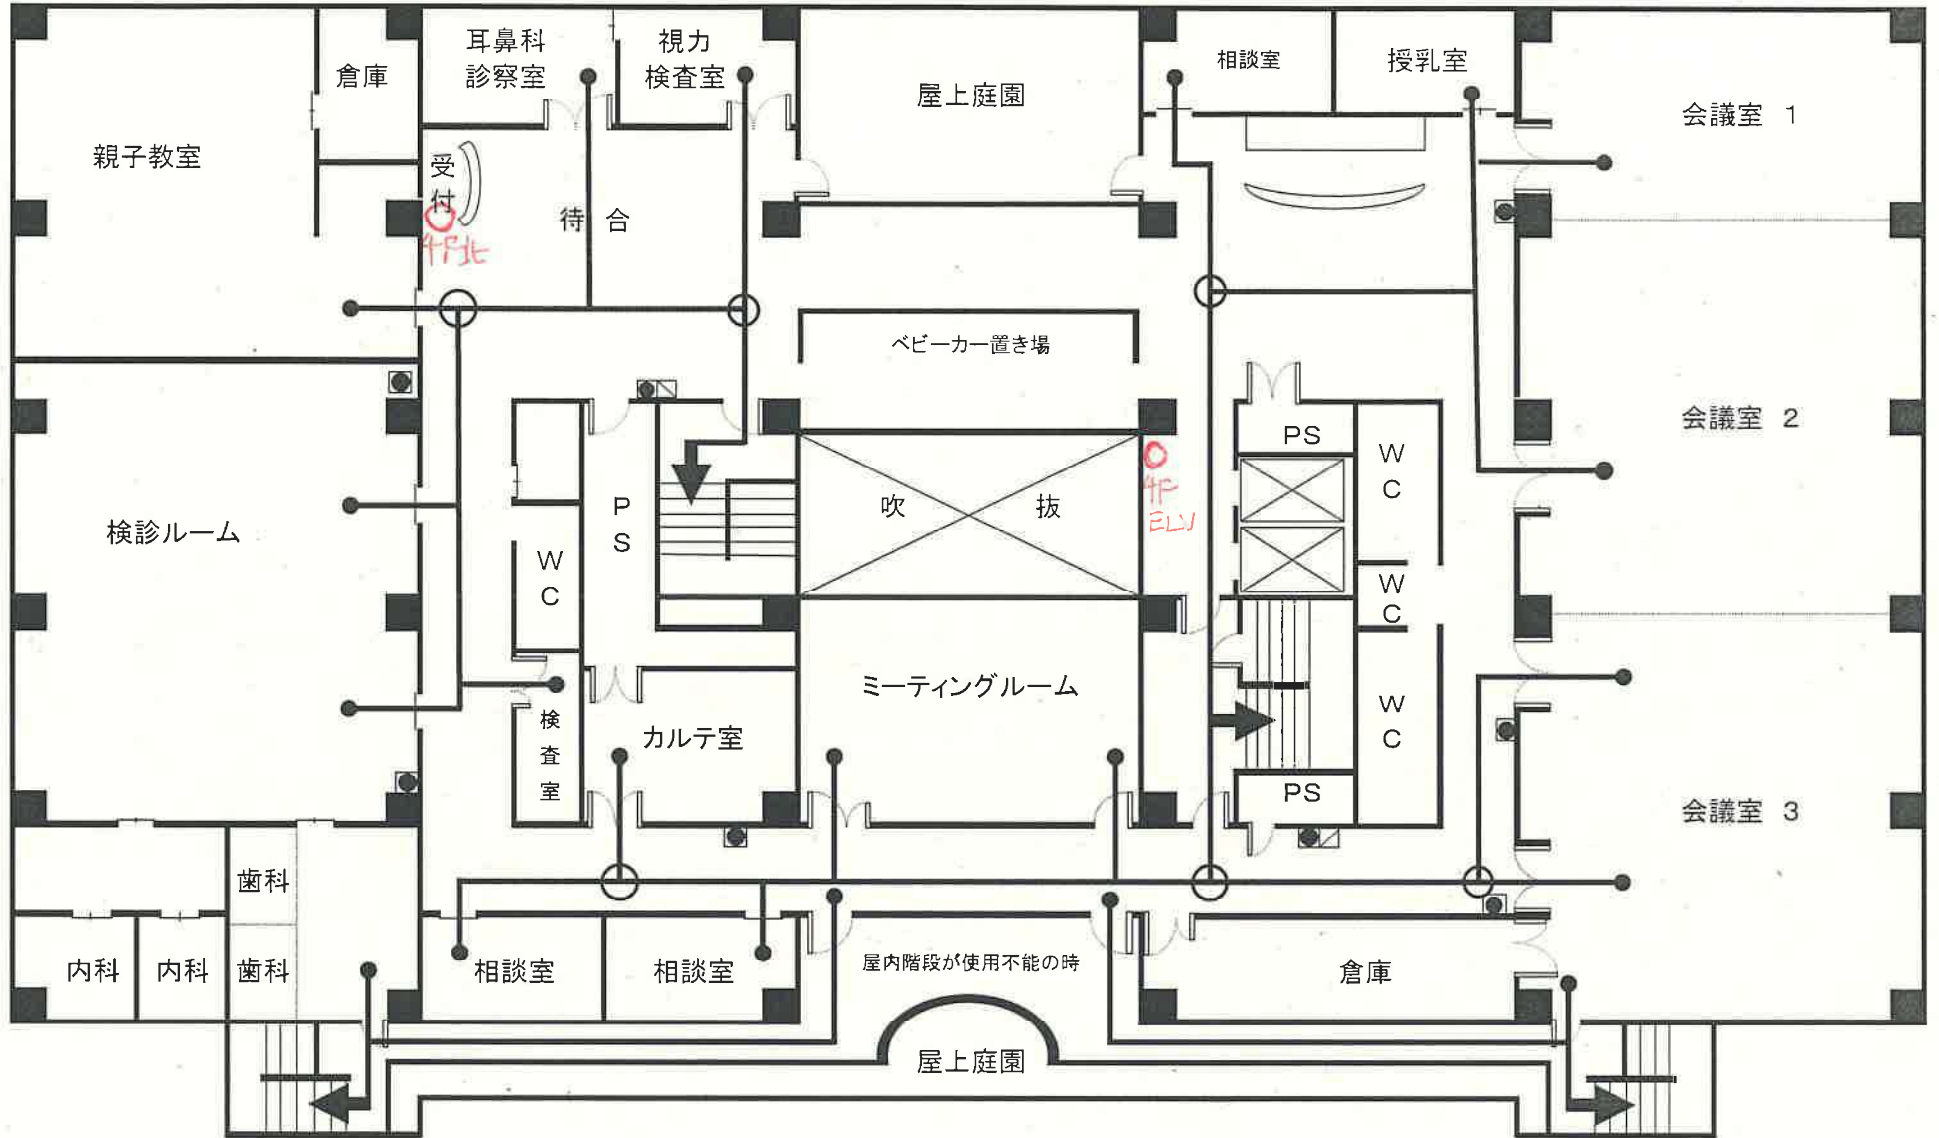 耳鼻科
診察室
視力
検査室
倉庫
屋上庭園
相談室
授乳室
会議室 1
親子教室
受
付
待合
4F北
ベビーカー置き場
会議室 2
PS
WC
吹抜
4F
ELV
検診ルーム
PS
WC
WC
ミーティングルーム
カルテ室
検
査
室
WC
PS
会議室 3
歯科
内科
内科
歯科
相談室
相談室
屋内階段が使用不能の時
倉庫
屋上庭園